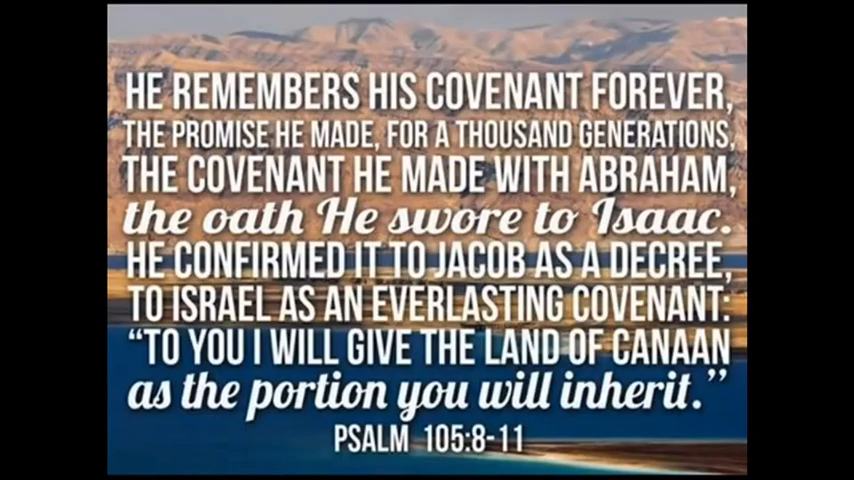 HE REMEMBERS HIS COVENANT FOREVER,
THE PROMISE HE MADE, FOR A THOUSAND GENERATIONS,
THE COVENANT HE MADE WITH ABRAHAM,
the oath He swore to Isaac.
HE CONFIRMED IT TO JACOB AS A DECREE,
TO ISRAEL AS AN EVERLASTING COVENANT:
“TO YOU I WILL GIVE THE LAND OF CANAAN
as the portion you will inherit.”
PSALM 105:8-11